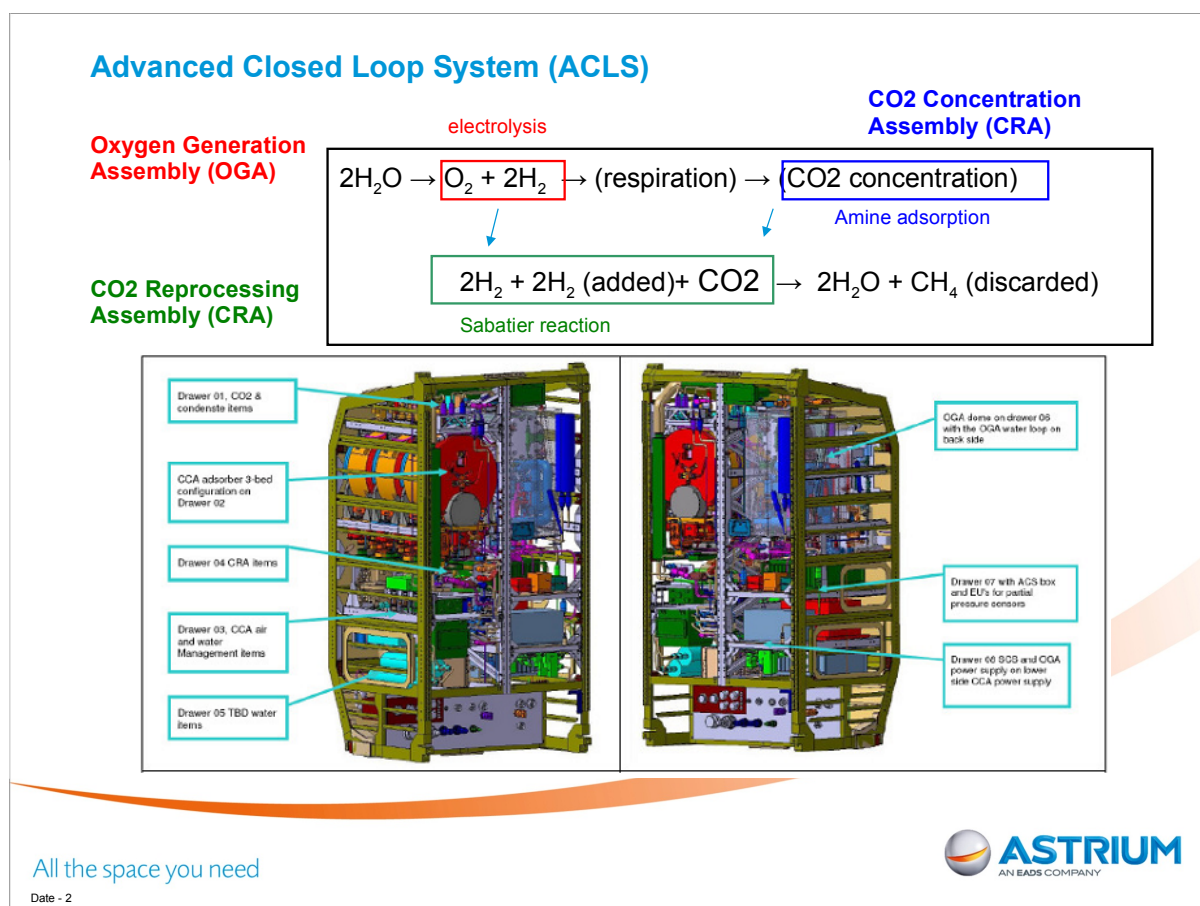 Advanced Closed Loop System (ACLS)
CO2 Concentration
Assembly (CRA)
electrolysis
Oxygen Generation
Assembly (OGA)
2H₂O → O₂ + 2H₂ → (respiration) → (CO2 concentration)
Amine adsorption
CO2 Reprocessing
Assembly (CRA)
2H₂ + 2H₂ (added)+ CO2 → 2H₂O + CH₄ (discarded)
Sabatier reaction
Drawer 01, CO2 &
condensate items
CCA adsorber 3-bed
configuration on
Drawer 02
Drawer 04 CRA items
Drawer 03, CCA air
and water
Management items
Drawer 05 TBD water
items
OGA dome on drawer 06
with the OGA water loop on
back side
Drawer 07 with ACS box
and EU's for partial
pressure sensors
Drawer 08 SCS and OGA
power supply on lower
side CCA power supply
All the space you need
Date - 2
ASTRIUM
AN EADS COMPANY